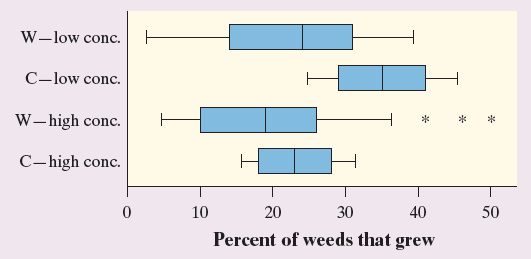 W—low conc.
C—low conc.
W—high conc.
* * *
C—high conc.
0 10 20 30 40 50
Percent of weeds that grew